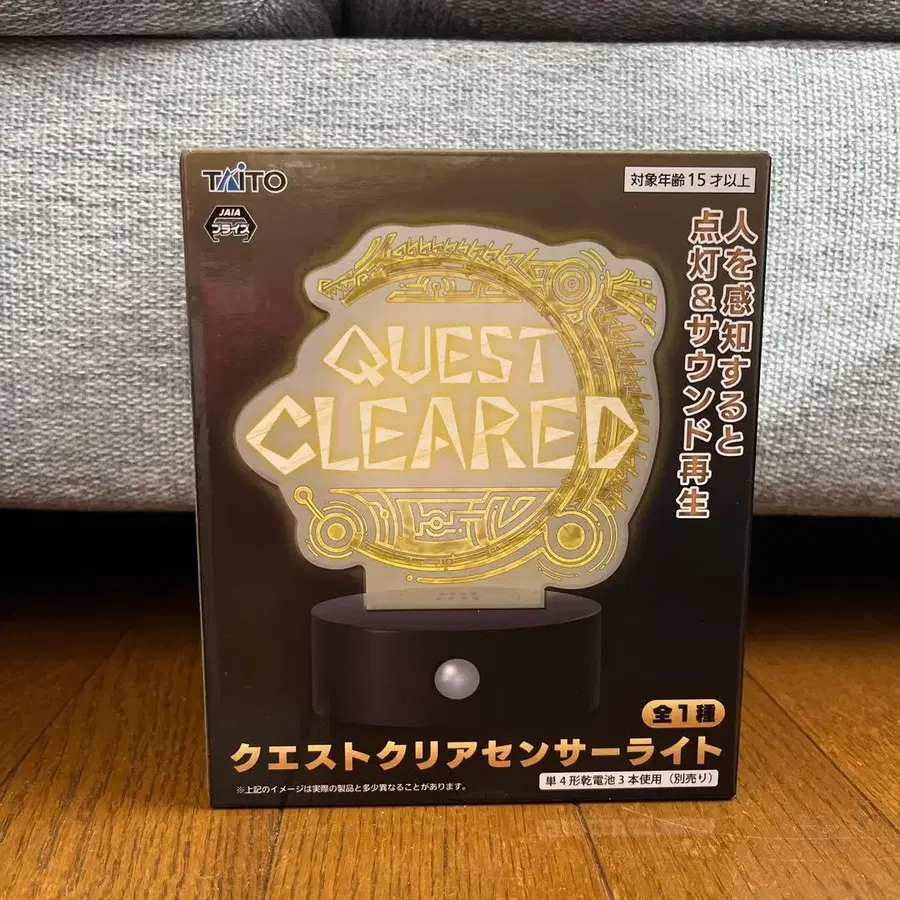 TAITO
JAIA
プライズ
対象年齢15才以上
人を感知すると
点灯&サウンド再生
QUEST
CLEARED
全1種
クエストクリアセンサーライト
単4形乾電池3本使用(別売り)
※上記のイメージは実際の製品と多少異なることがあります。